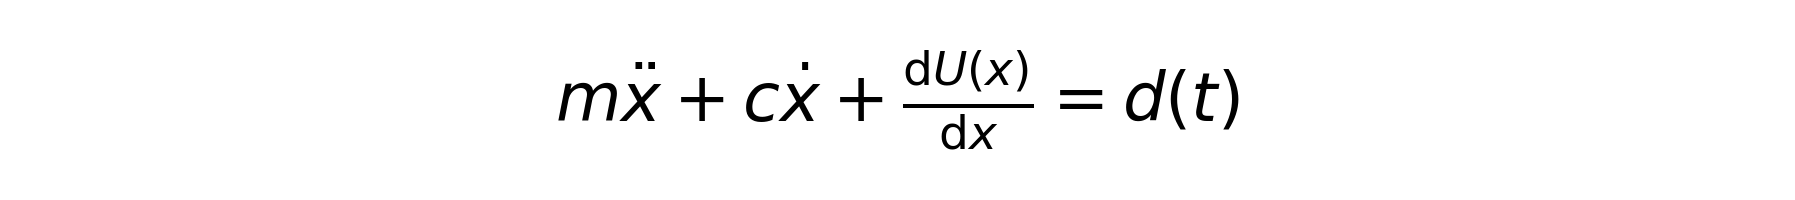 mẍ + cẋ + dU(x)/dx = d(t)